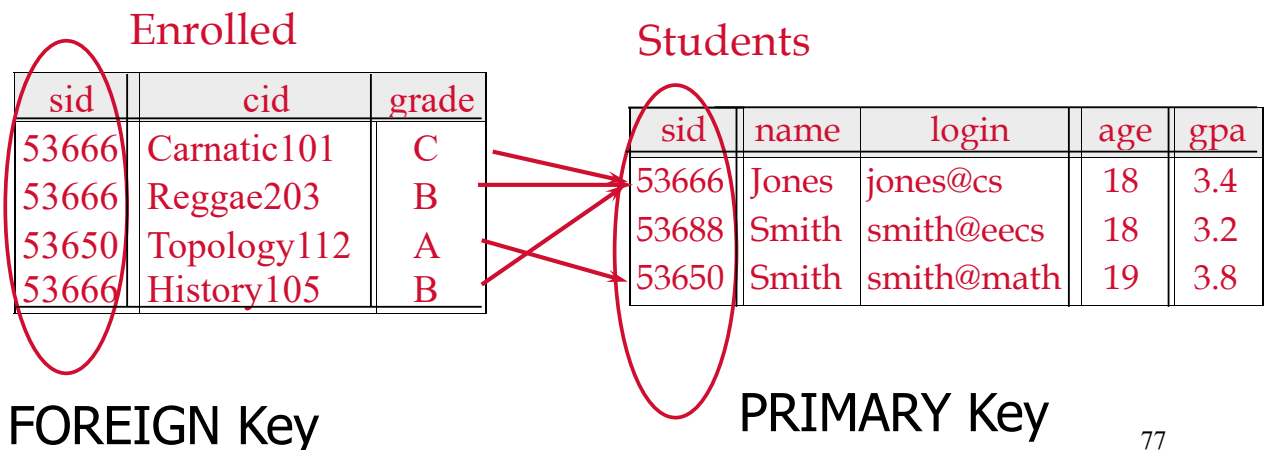 Enrolled
sid cid grade
53666 Carnatic101 C
53666 Reggae203 B
53650 Topology112 A
53666 History105 B
FOREIGN Key
Students
sid name login age gpa
53666 Jones jones@cs 18 3.4
53688 Smith smith@eecs 18 3.2
53650 Smith smith@math 19 3.8
PRIMARY Key
77